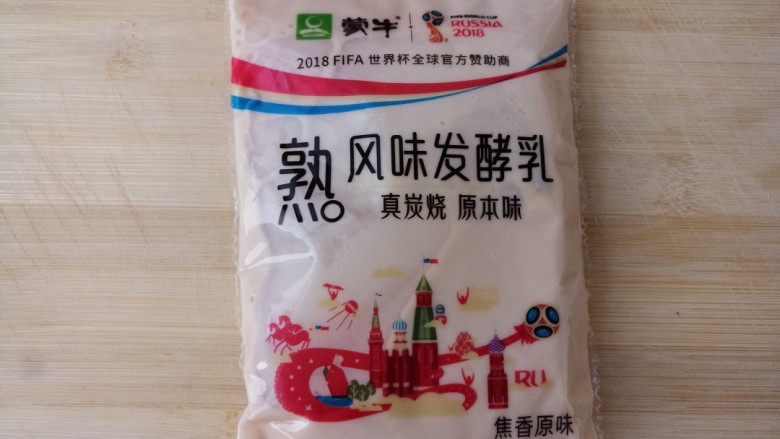 蒙牛
FIFA WORLD CUP
RUSSIA
2018
2018 FIFA 世界杯全球官方赞助商
熟 风味发酵乳
真炭烧 原本味
RU
焦香原味